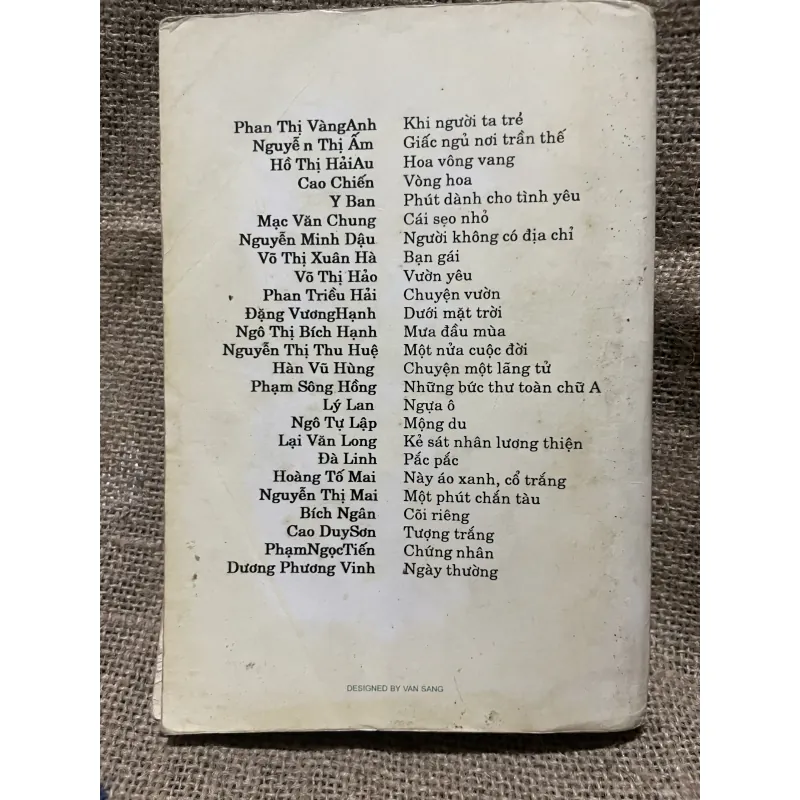 Phan Thị VàngAnh Khi người ta trẻ
Nguyễn Thị Ấm Giấc ngủ nơi trần thế
Hồ Thị HảiAu Hoa vông vang
Cao Chiến Vòng hoa
Y Ban Phút dành cho tình yêu
Mạc Văn Chung Cái sẹo nhỏ
Nguyễn Minh Dậu Người không có địa chỉ
Võ Thị Xuân Hà Bạn gái
Võ Thị Hảo Vườn yêu
Phan Triều Hải Chuyện vườn
Đặng VươngHạnh Dưới mặt trời
Ngô Thị Bích Hạnh Mưa đầu mùa
Nguyễn Thị Thu Huệ Một nửa cuộc đời
Hàn Vũ Hùng Chuyện một lãng tử
Phạm Sông Hồng Những bức thư toàn chữ A
Lý Lan Ngựa ô
Ngô Tự Lập Mộng du
Lại Văn Long Kẻ sát nhân lương thiện
Đà Linh Pắc pắc
Hoàng Tố Mai Này áo xanh, cổ trắng
Nguyễn Thị Mai Một phút chắn tàu
Bích Ngân Cõi riêng
Cao DuySơn Tượng trắng
PhạmNgọcTiến Chứng nhân
Dương Phương Vinh Ngày thường
DESIGNED BY VAN SANG